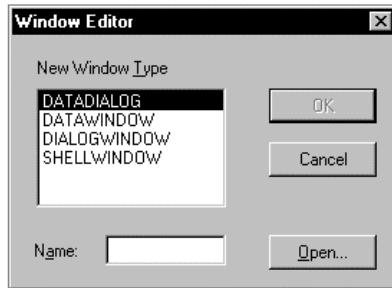 Window Editor
New Window Type
DATADIALOG
DATAWINDOW
DIALOGWINDOW
SHELLWINDOW
OK
Cancel
Name:
Open...